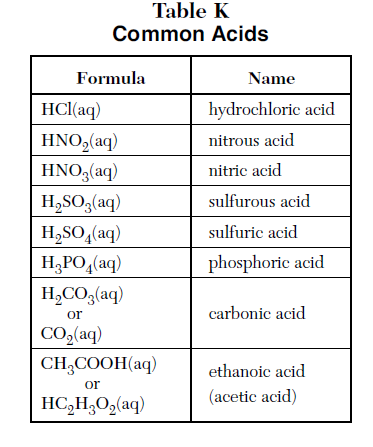 Table K
Common Acids
Formula Name
HCl(aq) hydrochloric acid
HNO₂(aq) nitrous acid
HNO₃(aq) nitric acid
H₂SO₃(aq) sulfurous acid
H₂SO₄(aq) sulfuric acid
H₃PO₄(aq) phosphoric acid
H₂CO₃(aq)
or
CO₂(aq)
carbonic acid
CH₃COOH(aq)
or
HC₂H₃O₂(aq)
ethanoic acid
(acetic acid)